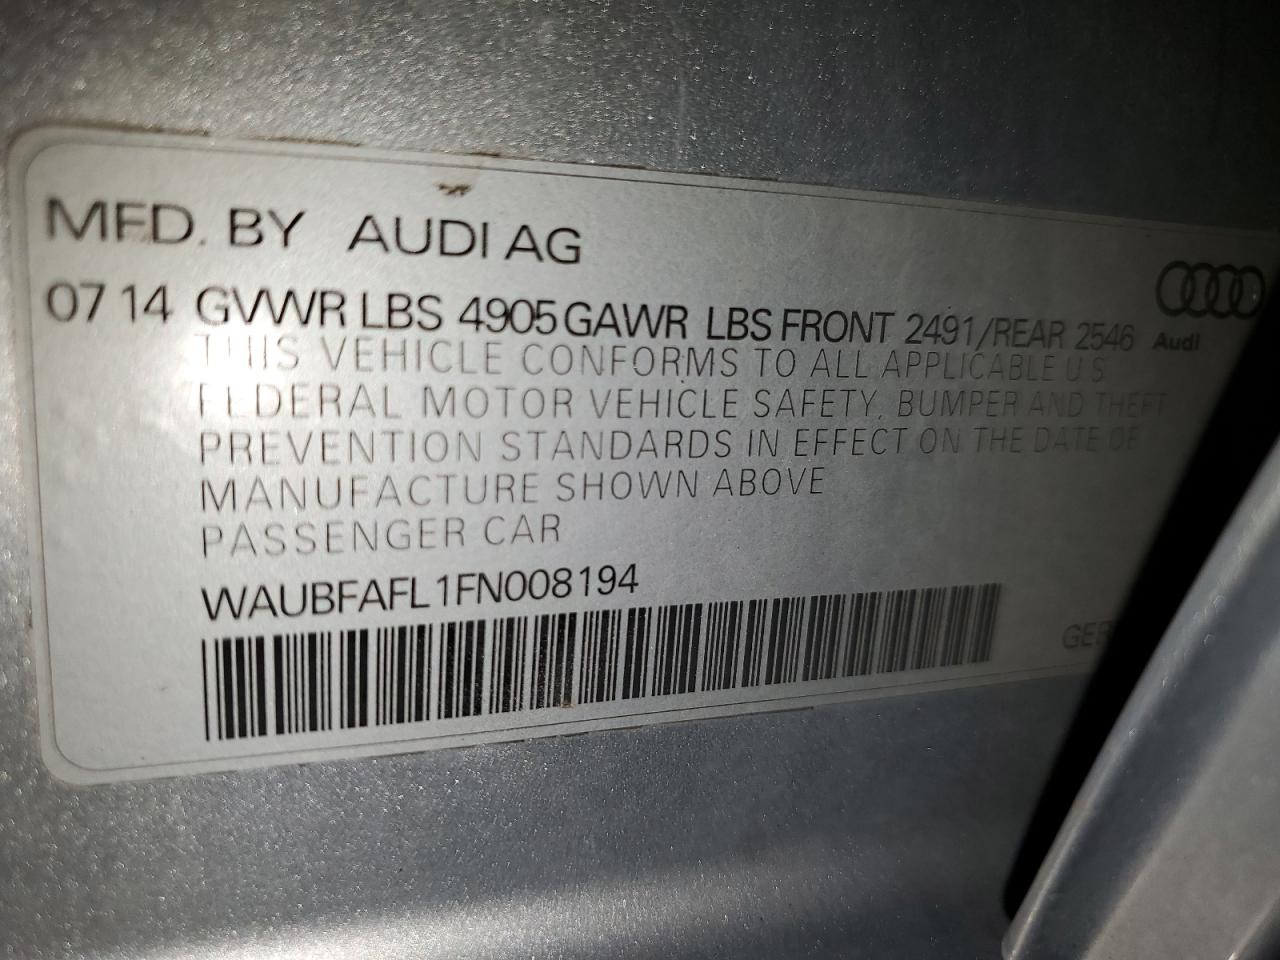 MFD. BY AUDI AG
07 14 GVWR LBS 4905 GAWR LBS FRONT 2491/REAR 2546
Audi
THIS VEHICLE CONFORMS TO ALL APPLICABLE U.S.
FEDERAL MOTOR VEHICLE SAFETY, BUMPER AND THEFT
PREVENTION STANDARDS IN EFFECT ON THE DATE OF
MANUFACTURE SHOWN ABOVE
PASSENGER CAR
WAUBFAFL1FN008194